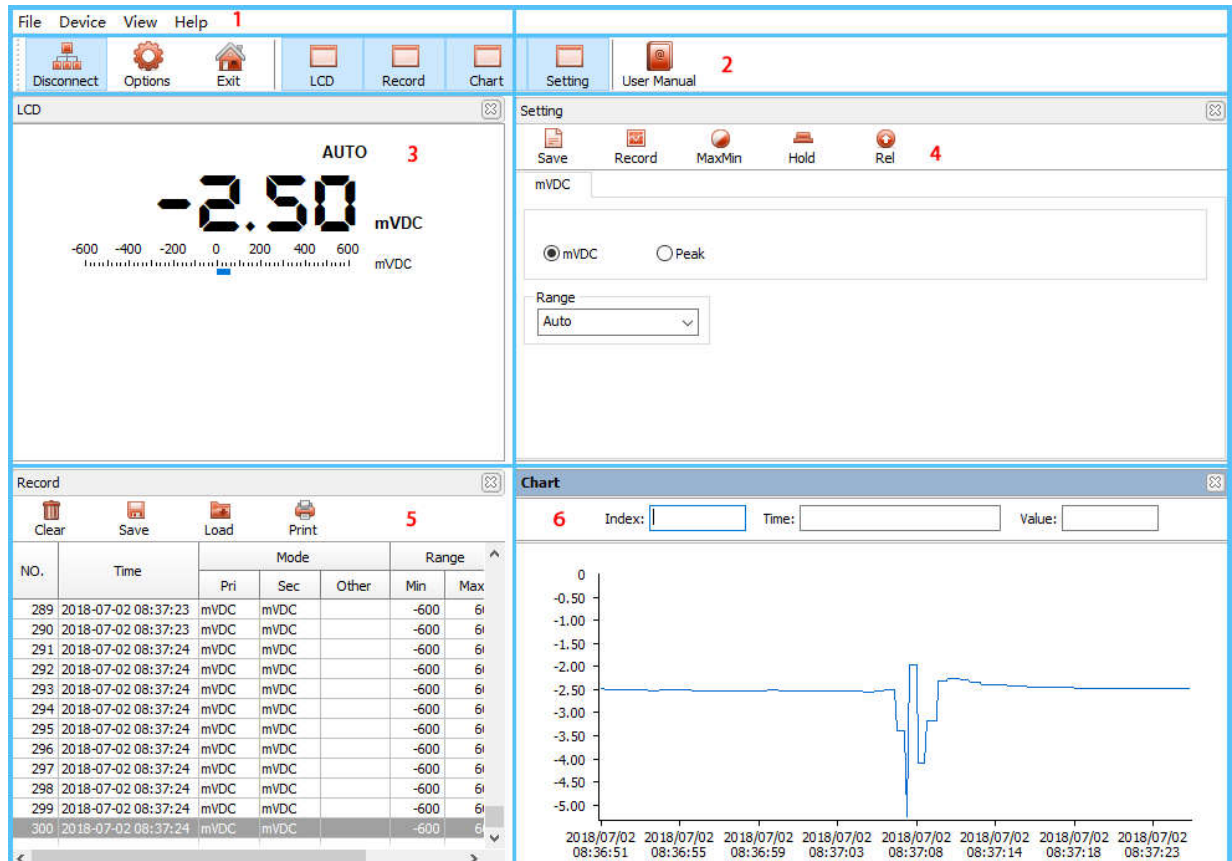 File Device View Help 1
Disconnect Options Exit LCD Record Chart Setting User Manual 2
LCD
AUTO 3
-2.50 mVDC
-600 -400 -200 0 200 400 600 mVDC
Setting
Save Record MaxMin Hold Rel 4
mVDC
mVDC Peak
Range
Auto
Record
Clear Save Load Print 5
NO. Time Mode Range
Pri Sec Other Min Max
289 2018-07-02 08:37:23 mVDC mVDC -600 60
290 2018-07-02 08:37:23 mVDC mVDC -600 60
291 2018-07-02 08:37:24 mVDC mVDC -600 60
292 2018-07-02 08:37:24 mVDC mVDC -600 60
293 2018-07-02 08:37:24 mVDC mVDC -600 60
294 2018-07-02 08:37:24 mVDC mVDC -600 60
295 2018-07-02 08:37:24 mVDC mVDC -600 60
296 2018-07-02 08:37:24 mVDC mVDC -600 60
297 2018-07-02 08:37:24 mVDC mVDC -600 60
298 2018-07-02 08:37:24 mVDC mVDC -600 60
299 2018-07-02 08:37:24 mVDC mVDC -600 60
300 2018-07-02 08:37:24 mVDC mVDC -600 60
Chart
6 Index: Time: Value:
0
-0.50
-1.00
-1.50
-2.00
-2.50
-3.00
-3.50
-4.00
-4.50
-5.00
2018/07/02 2018/07/02 2018/07/02 2018/07/02 2018/07/02 2018/07/02 2018/07/02 2018/07/02
08:36:51 08:36:55 08:36:59 08:37:03 08:37:08 08:37:14 08:37:18 08:37:23